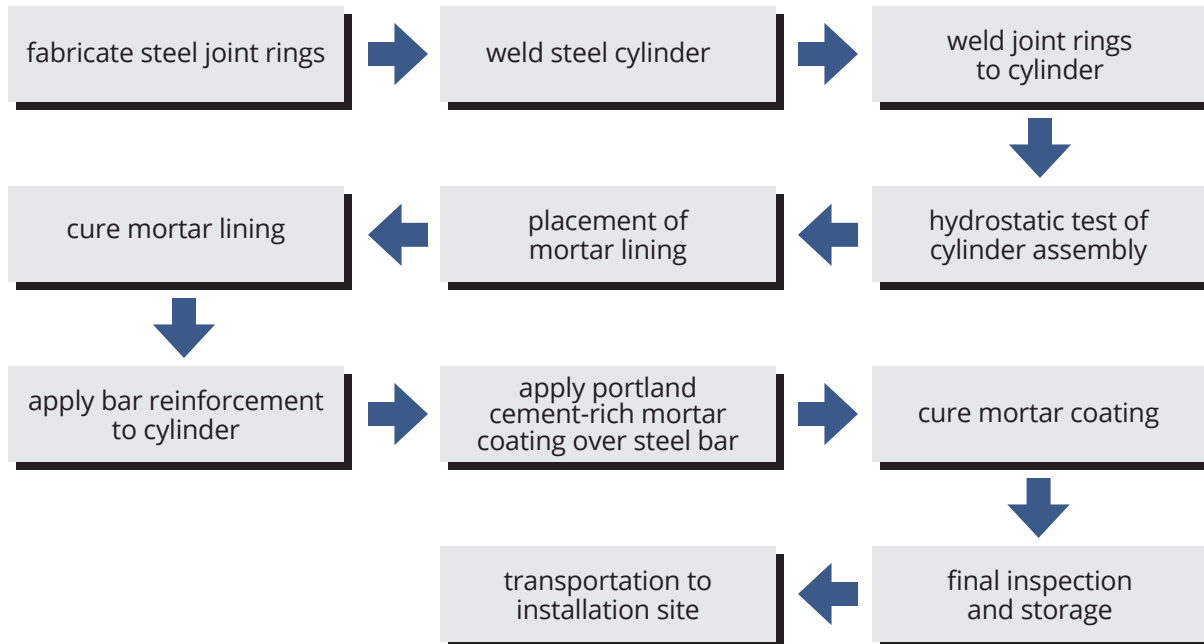 fabricate steel joint rings
weld steel cylinder
weld joint rings
to cylinder
hydrostatic test of
cylinder assembly
placement of
mortar lining
cure mortar lining
apply bar reinforcement
to cylinder
apply portland
cement-rich mortar
coating over steel bar
cure mortar coating
final inspection
and storage
transportation to
installation site